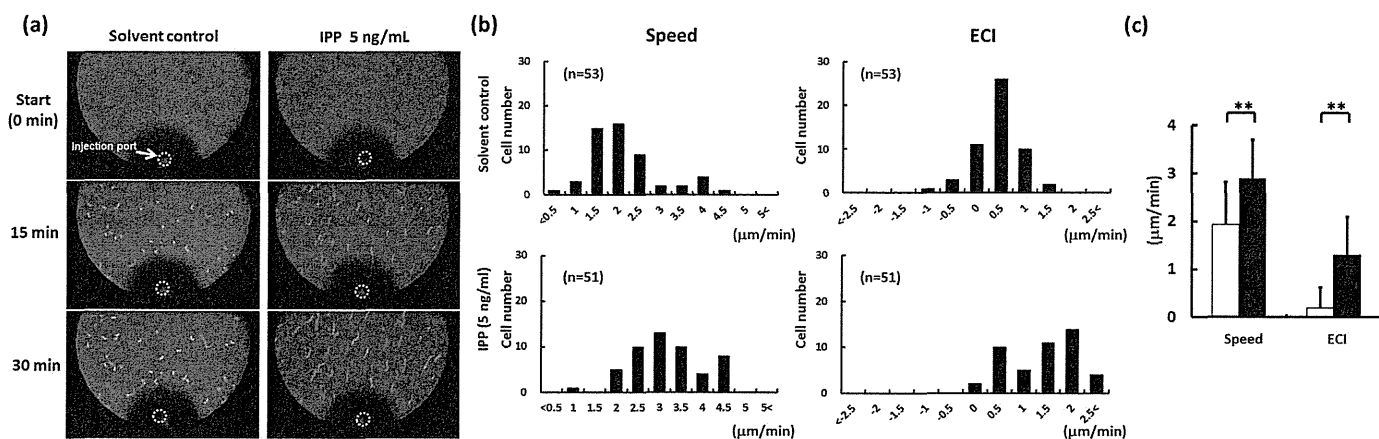 (a)
Solvent control
IPP 5 ng/mL
Start
(0 min)
Injection port
15 min
30 min
(b)
Speed
ECI
Solvent control
Cell number
30
20
10
0
(n=53)
<0.5 1 1.5 2 2.5 3 3.5 4 4.5 5 5<
(μm/min)
Cell number
30
20
10
0
(n=53)
<-2.5 -2 -1.5 -1 -0.5 0 0.5 1 1.5 2 2.5<
(μm/min)
IPP (5 ng/ml)
Cell number
30
20
10
0
(n=51)
<0.5 1 1.5 2 2.5 3 3.5 4 4.5 5 5<
(μm/min)
Cell number
30
20
10
0
(n=51)
<-2.5 -2 -1.5 -1 -0.5 0 0.5 1 1.5 2 2.5<
(μm/min)
(c)
(μm/min)
4
3
2
1
0
** **
Speed ECI